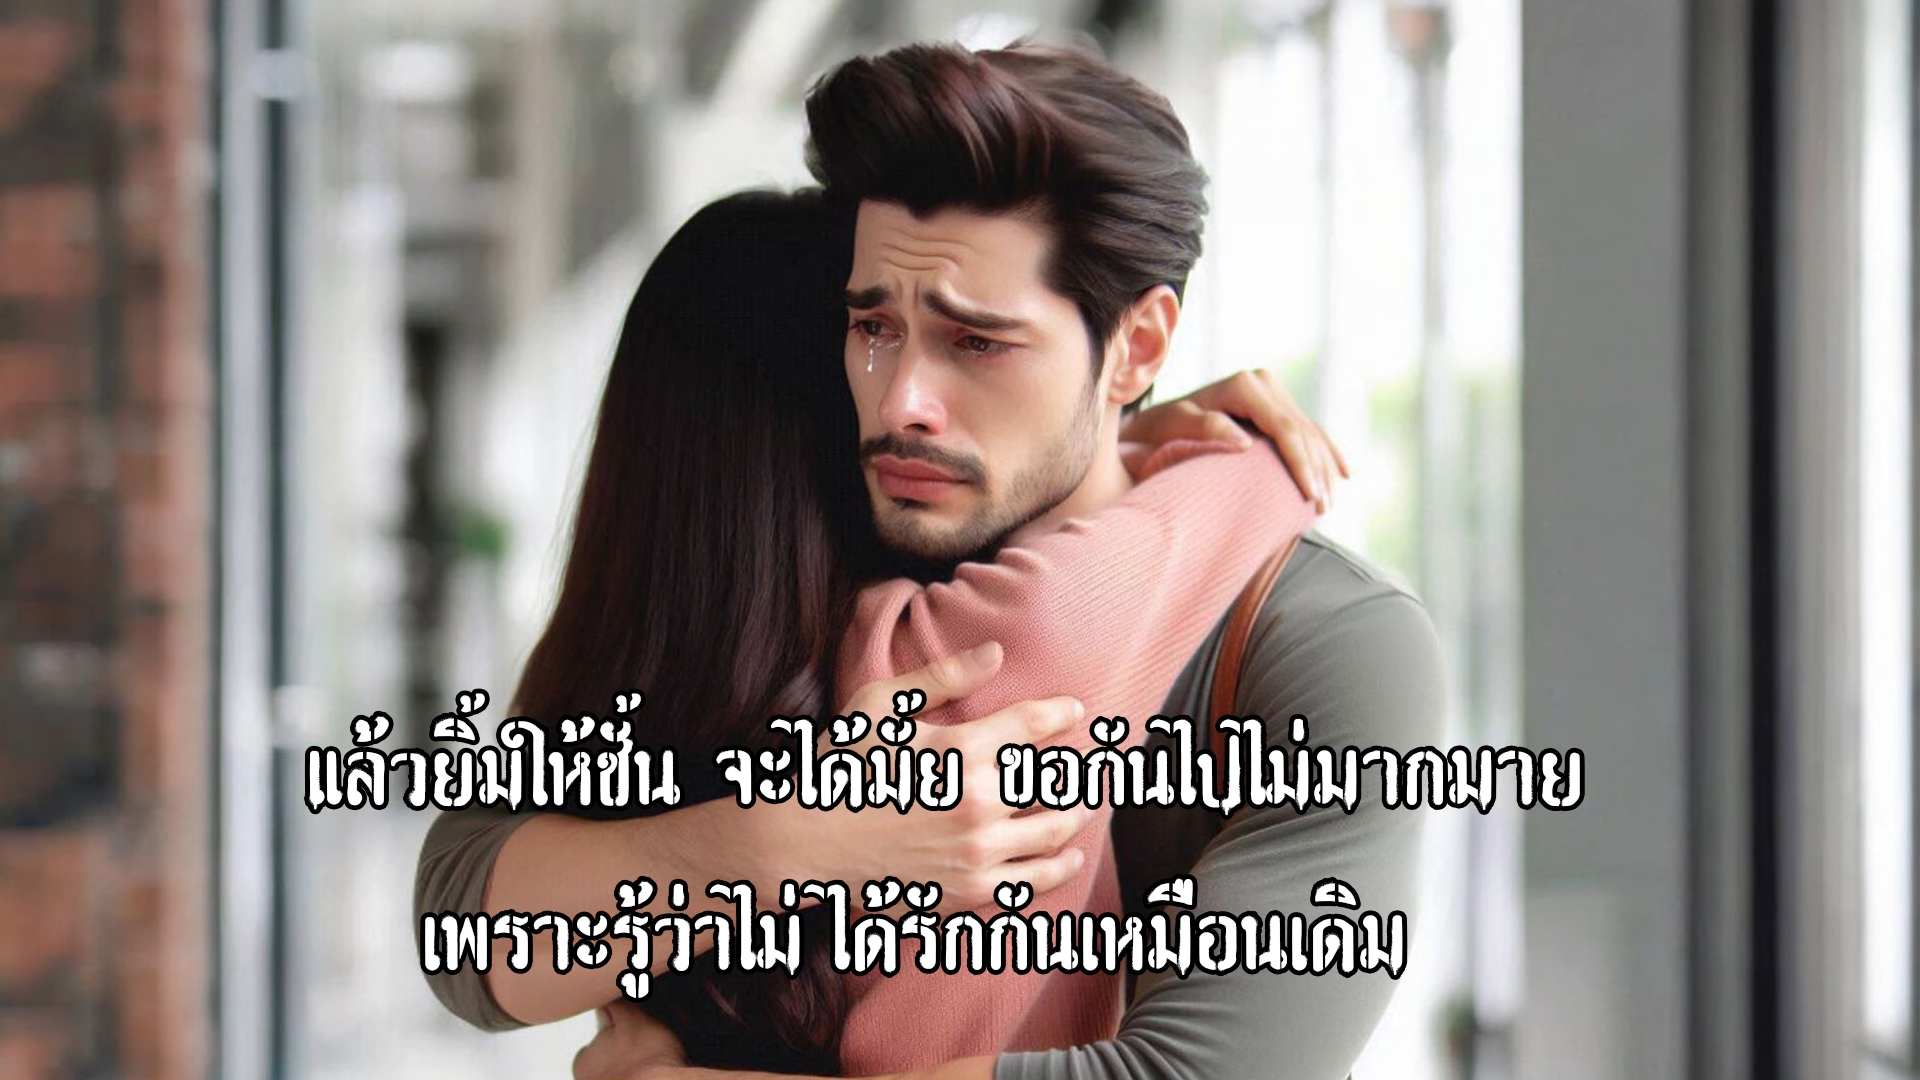 แล้วยิ้มให้ชั้น จะได้มั้ย ขอกันไปไม่มากมาย
เพราะรู้ว่าไม่ได้รักกันเหมือนเดิม